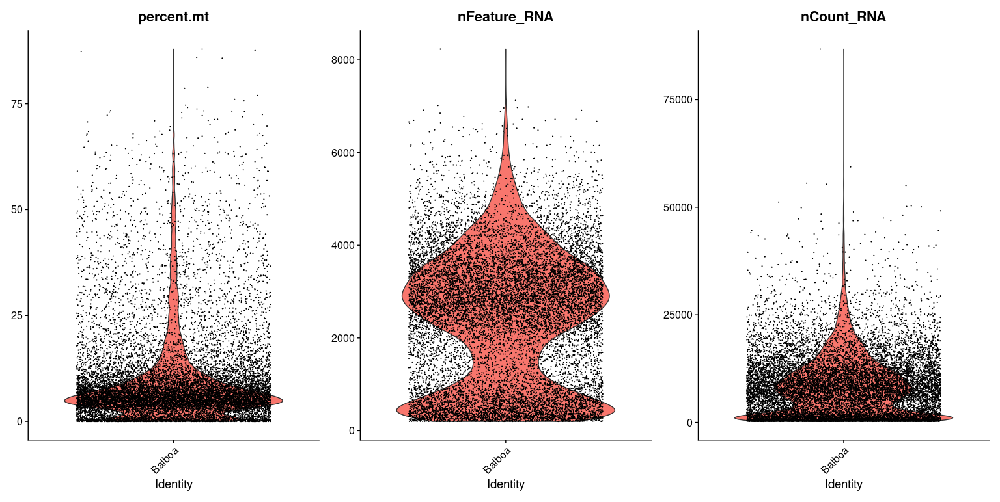 percent.mt
75
50
25
0
Balboa
Identity
nFeature_RNA
8000
6000
4000
2000
0
Balboa
Identity
nCount_RNA
75000
50000
25000
0
Balboa
Identity